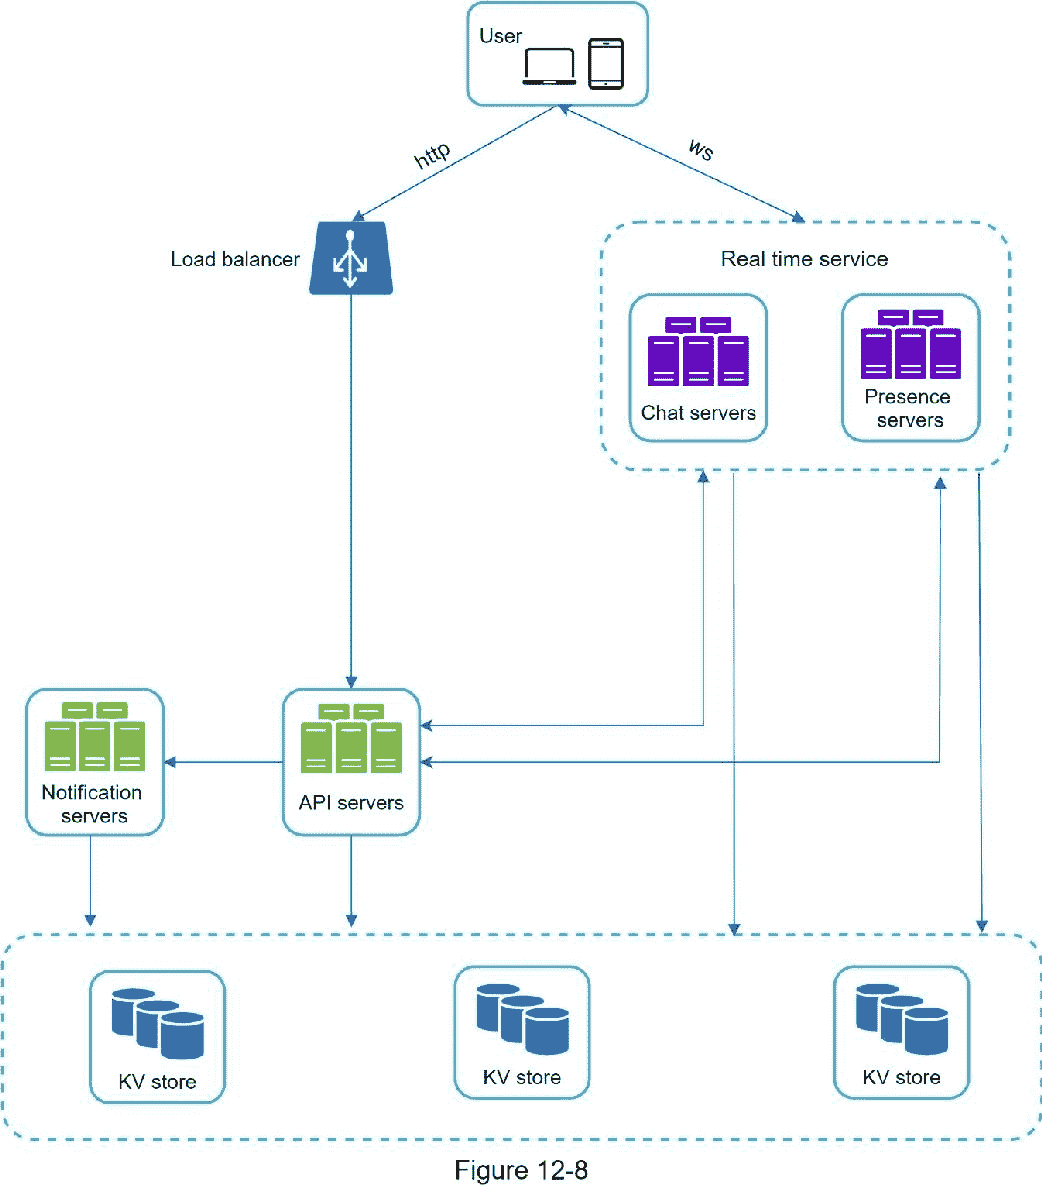 User
http
ws
Load balancer
Real time service
Chat servers
Presence
servers
Notification
servers
API servers
KV store
KV store
KV store
Figure 12-8